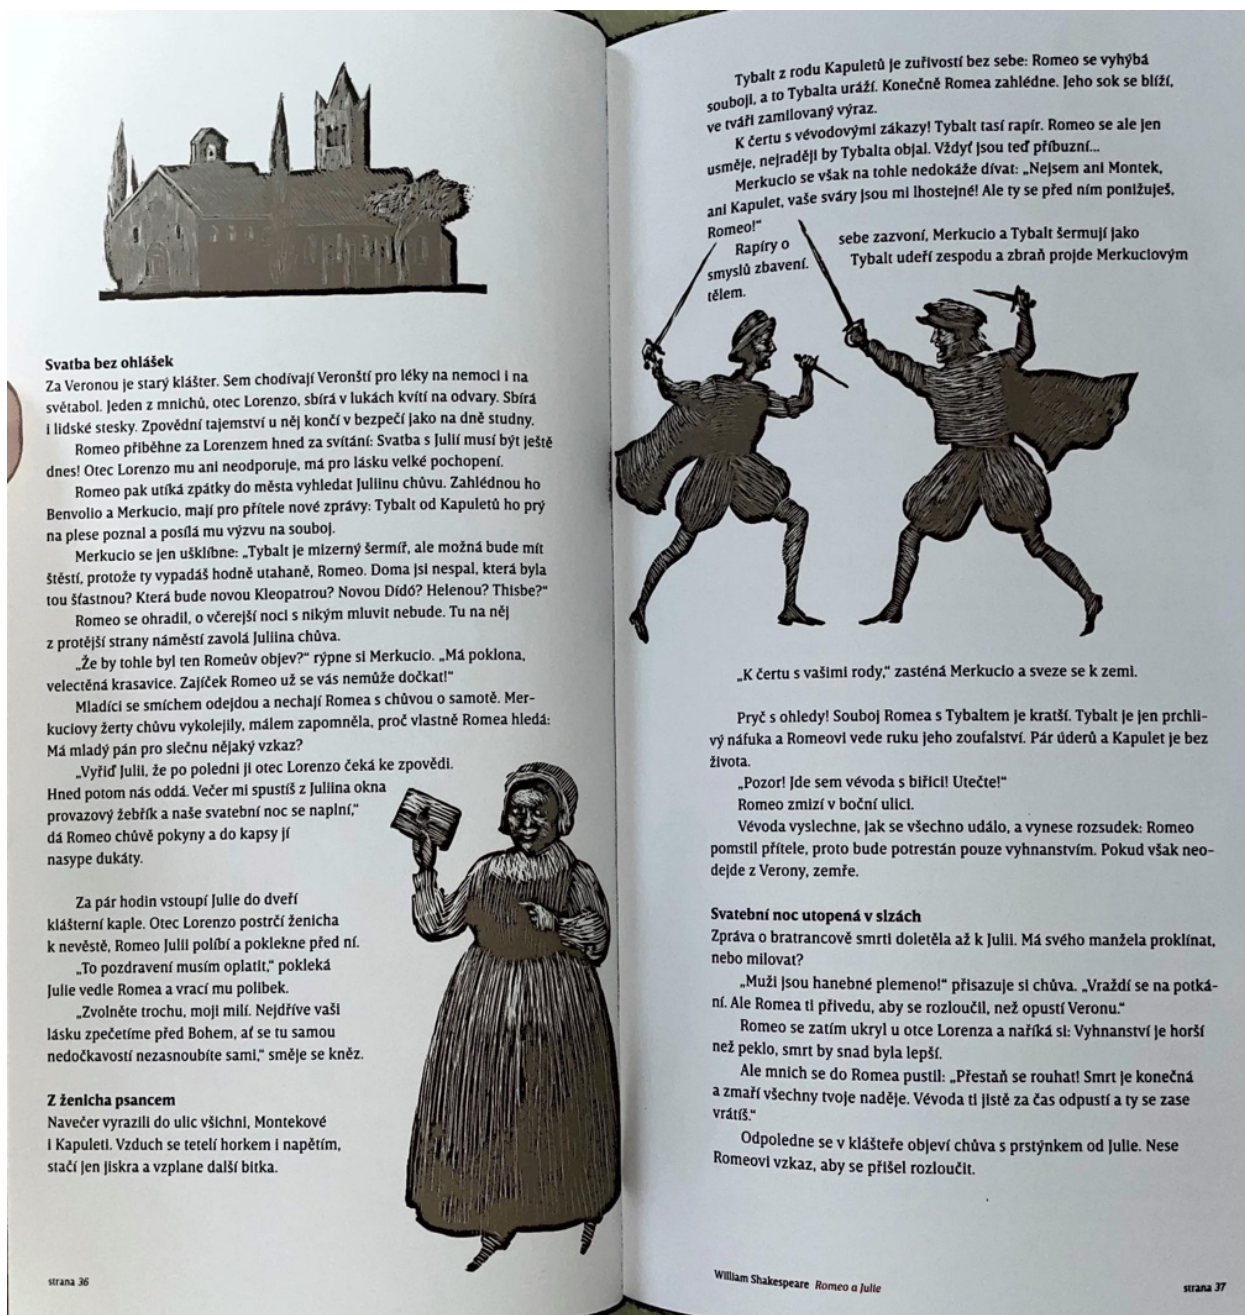 Svatba bez ohlášek
Za Veronou je starý klášter. Sem chodívají Veronští pro léky na nemoci i na
světabol. Jeden z mnichů, otec Lorenzo, sbírá v lukách kvítí na odvary. Sbírá
i lidské stesky. Zpovědní tajemství u něj končí v bezpečí jako na dně studny.
Romeo přiběhne za Lorenzem hned za svítání: Svatba s Julií musí být ještě
dnes! Otec Lorenzo mu ani neodporuje, má pro lásku velké pochopení.
Romeo pak utíká zpátky do města vyhledat Juliinu chůvu. Zahlédnou ho
Benvolio a Merkucio, mají pro přítele nové zprávy: Tybalt od Kapuletů ho prý
na plese poznal a posílá mu výzvu na souboj.
Merkucio se jen ušklíbne: „Tybalt je mizerný šermíř, ale možná bude mít
štěstí, protože ty vypadáš hodně utahaně, Romeo. Doma jsi nespal, která byla
tou šťastnou? Která bude novou Kleopatrou? Novou Dídó? Helenou? Thisbe?“
Romeo se ohradil, o včerejší noci s nikým mluvit nebude. Tu na něj
z protější strany náměstí zavolá Juliina chůva.
„Že by tohle byl ten Romeův objev?“ rýpne si Merkucio. „Má poklona,
velectěná krasavice. Zajíček Romeo už se vás nemůže dočkat!“
Mladíci se smíchem odejdou a nechají Romea s chůvou o samotě. Mer-
kuciovy žerty chůvu vykolejily, málem zapomněla, proč vlastně Romea hledá:
Má mladý pán pro slečnu nějaký vzkaz?
„Vyřiď Julii, že po poledni ji otec Lorenzo čeká ke zpovědi.
Hned potom nás oddá. Večer mi spustíš z Juliina okna
provazový žebřík a naše svatební noc se naplní,“
dá Romeo chůvě pokyny a do kapsy jí
nasype dukáty.
Za pár hodin vstoupí Julie do dveří
klášterní kaple. Otec Lorenzo postrčí ženicha
k nevěstě, Romeo Julii políbí a poklekne před ní.
„To pozdravení musím oplatit,“ pokleká
Julie vedle Romea a vrací mu polibek.
„Zvolněte trochu, moji milí. Nejdříve vaši
lásku zpečetíme před Bohem, ať se tu samou
nedočkavostí nezasnoubíte sami,“ směje se kněz.
Z ženicha psancem
Navečer vyrazili do ulic všichni, Montekové
i Kapuleti. Vzduch se tetelí horkem i napětím,
stačí jen jiskra a vzplane další bitka.
strana 36
Tybalt z rodu Kapuletů je zuřivostí bez sebe: Romeo se vyhýbá
souboji, a to Tybalta uráží. Konečně Romea zahlédne. Jeho sok se blíží,
ve tváři zamilovaný výraz.
K čertu s vévodovými zákazy! Tybalt tasí rapír. Romeo se ale jen
usměje, nejraději by Tybalta objal. Vždyť jsou teď příbuzní...
Merkucio se však na tohle nedokáže dívat: „Nejsem ani Montek,
ani Kapulet, vaše sváry jsou mi lhostejné! Ale ty se před ním ponižuješ,
Romeo!“
Rapíry o sebe zazvoní, Merkucio a Tybalt šermují jako
smyslů zbavení. Tybalt udeří zespodu a zbraň projde Merkuciovým
tělem.
„K čertu s vašimi rody,“ zasténá Merkucio a sveze se k zemi.
Pryč s ohledy! Souboj Romea s Tybaltem je kratší. Tybalt je jen prchli-
vý náfuka a Romeovi vede ruku jeho zoufalství. Pár úderů a Kapulet je bez
života.
„Pozor! Jde sem vévoda s biřici! Utečte!“
Romeo zmizí v boční ulici.
Vévoda vyslechne, jak se všechno událo, a vynese rozsudek: Romeo
pomstil přítele, proto bude potrestán pouze vyhnanstvím. Pokud však neo-
dejde z Verony, zemře.
Svatební noc utopená v slzách
Zpráva o bratrancově smrti doletěla až k Julii. Má svého manžela proklínat,
nebo milovat?
„Muži jsou hanebné plemeno!“ přisazuje si chůva. „Vraždí se na potká-
ní. Ale Romea ti přivedu, aby se rozloučil, než opustí Veronu.“
Romeo se zatím ukryl u otce Lorenza a naříká si: Vyhnanství je horší
než peklo, smrt by snad byla lepší.
Ale mnich se do Romea pustil: „Přestaň se rouhat! Smrt je konečná
a zmaří všechny tvoje naděje. Vévoda ti jistě za čas odpustí a ty se zase
vrátíš.“
Odpoledne se v klášteře objeví chůva s prstýnkem od Julie. Nese
Romeovi vzkaz, aby se přišel rozloučit.
William Shakespeare Romeo a Julie
strana 37